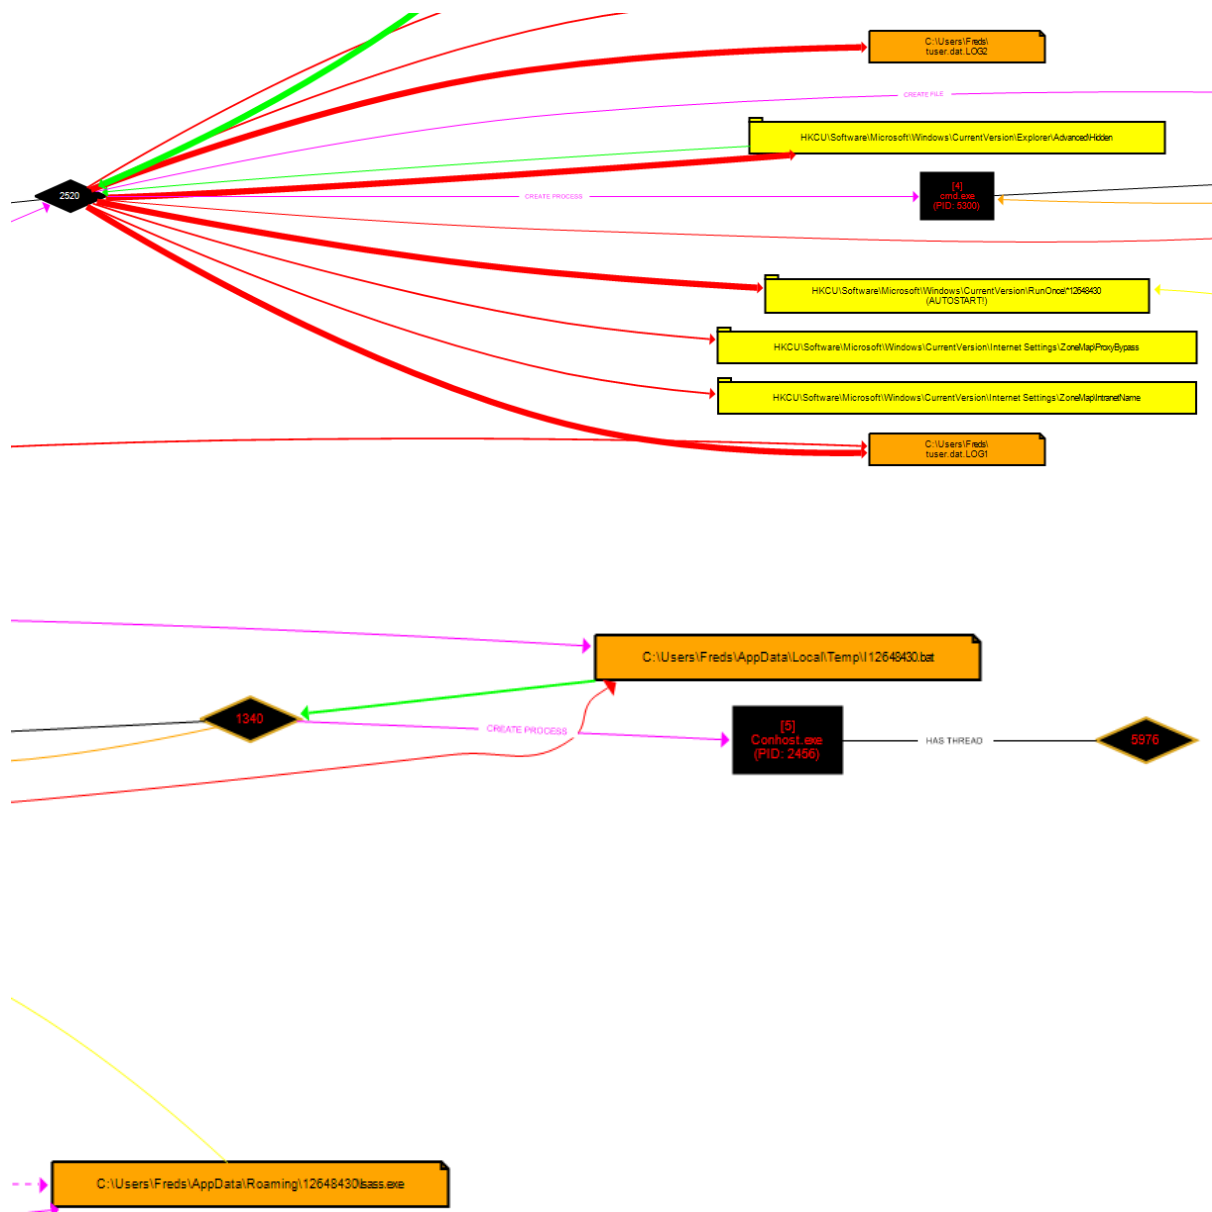 C:\Users\Freds\
tuser.dat.LOG2
CREATE FILE
HKCU\Software\Microsoft\Windows\CurrentVersion\Explorer\Advanced\Hidden
2520
CREATE PROCESS
[4]
cmd.exe
(PID: 5300)
HKCU\Software\Microsoft\Windows\CurrentVersion\RunOnce\*12648430
(AUTOSTART!)
HKCU\Software\Microsoft\Windows\CurrentVersion\Internet Settings\ZoneMap\ProxyBypass
HKCU\Software\Microsoft\Windows\CurrentVersion\Internet Settings\ZoneMap\IntranetName
C:\Users\Freds\
tuser.dat.LOG1
C:\Users\Freds\AppData\Local\Temp\I12648430.bat
1340
CREATE PROCESS
[5]
Conhost.exe
(PID: 2456)
HAS THREAD
5976
C:\Users\Freds\AppData\Roaming\12648430\lsass.exe